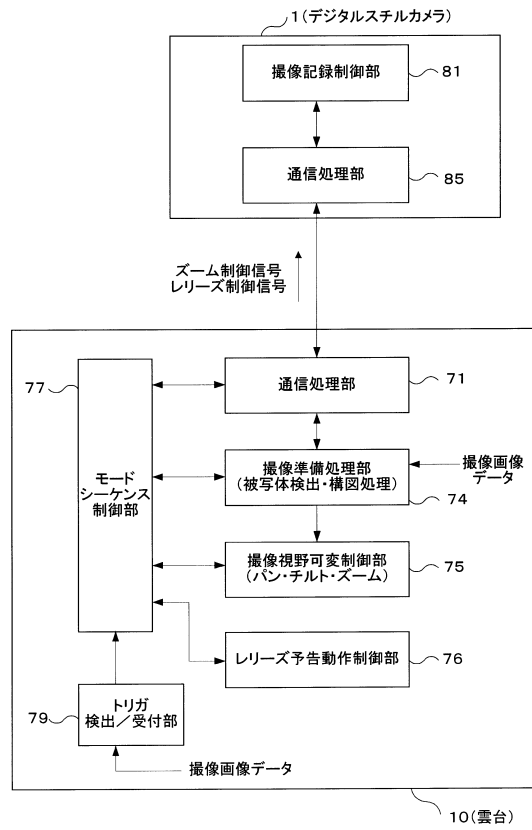 1(デジタルスチルカメラ)
撮像記録制御部
81
通信処理部
85
ズーム制御信号
レリーズ制御信号
77
通信処理部
71
モード
シーケンス
制御部
撮像準備処理部
(被写体検出・構図処理)
74
撮像画像
データ
撮像視野可変制御部
(パン・チルト・ズーム)
75
レリーズ予告動作制御部
76
79
トリガ
検出/受付部
撮像画像データ
10(雲台)